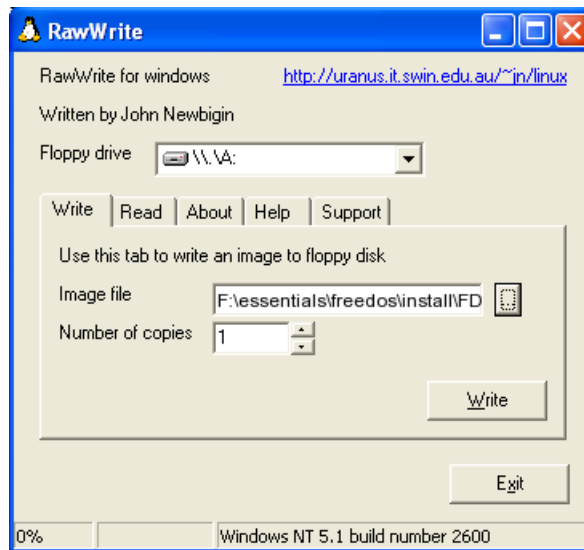 RawWrite
RawWrite for windows http://uranus.it.swin.edu.au/~jn/linux
Written by John Newbigin
Floppy drive \\.\A:
Write Read About Help Support
Use this tab to write an image to floppy disk
Image file F:\essentials\freedos\install\FD
Number of copies 1
Write
Exit
0% Windows NT 5.1 build number 2600